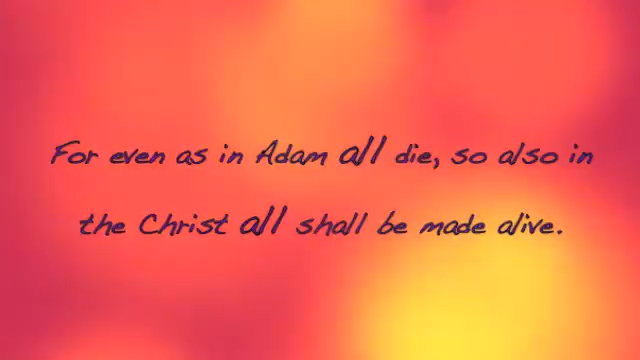 For even as in Adam all die, so also in
the Christ all shall be made alive.